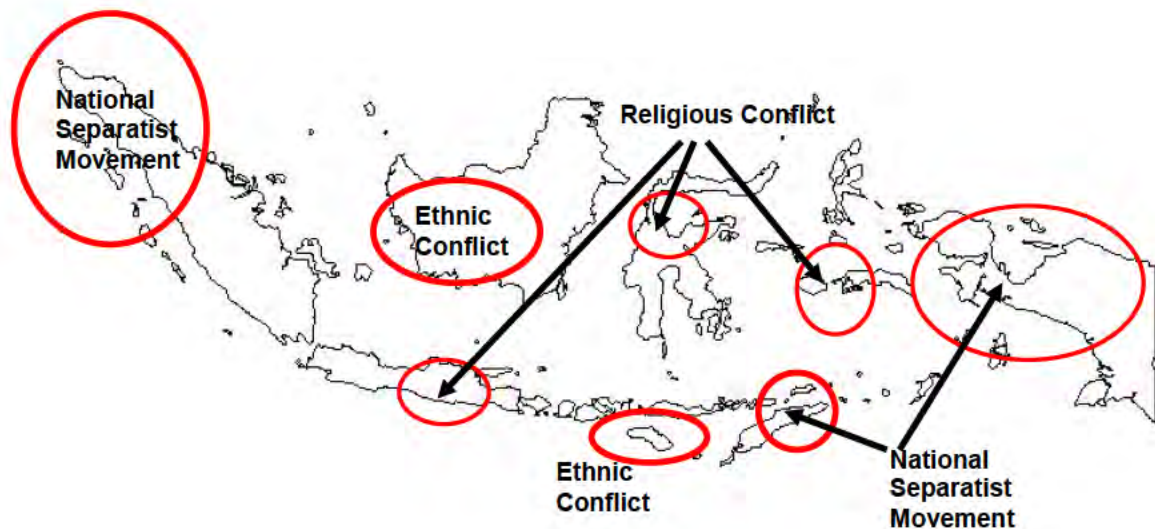 National
Separatist
Movement
Religious Conflict
Ethnic
Conflict
Ethnic
Conflict
National
Separatist
Movement